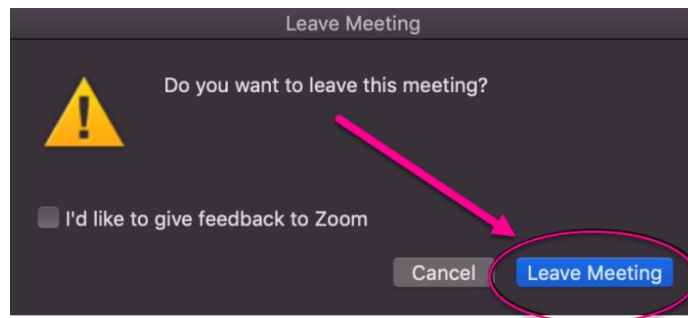 Leave Meeting
Do you want to leave this meeting?
I'd like to give feedback to Zoom
Cancel Leave Meeting